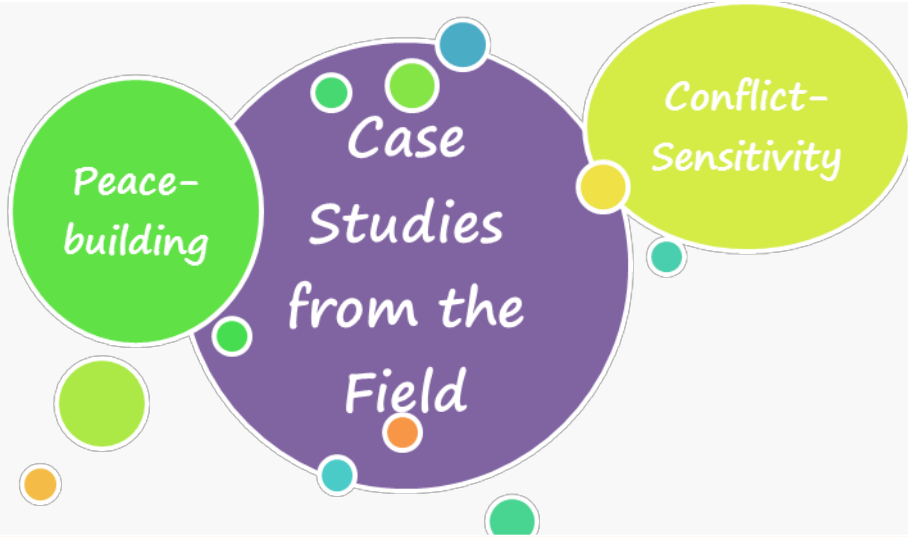 Peace-
building
Case
Studies
from the
Field
Conflict-
Sensitivity